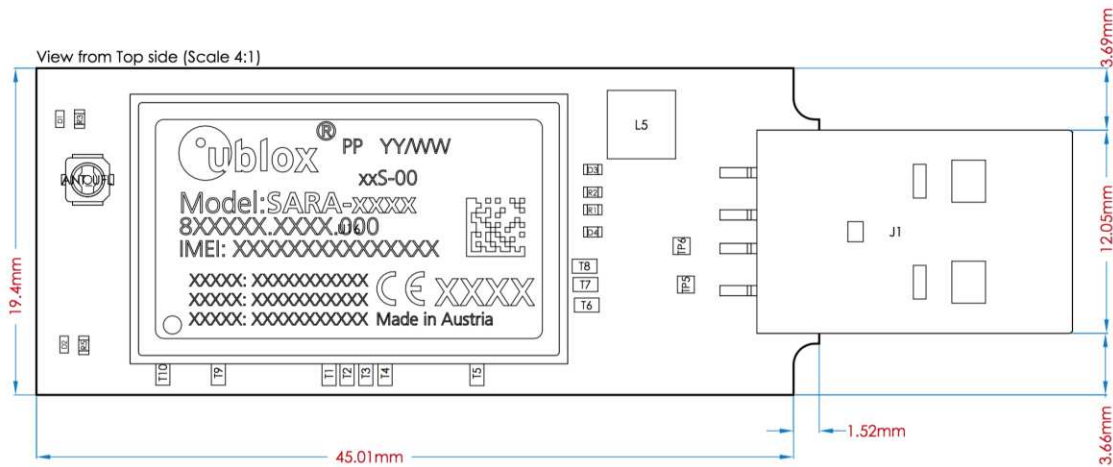 View from Top side (Scale 4:1)
3.69mm
D1
R3
L5
ublox ® PP YY/WW
xxS-00
Model:SARA-xxxx
8XXXXX.XXXX.000
IMEI: XXXXXXXXXXXXXXX
XXXXX: XXXXXXXXXXX
XXXXX: XXXXXXXXXXX
XXXXX: XXXXXXXXXXX Made in Austria
CE XXXX
D3
R2
R1
D4
T8
T7
T6
TP6
TP5
J1
12.05mm
19.4mm
D2
T10
T9
T1
T2
T3
T4
T5
1.52mm
3.66mm
45.01mm